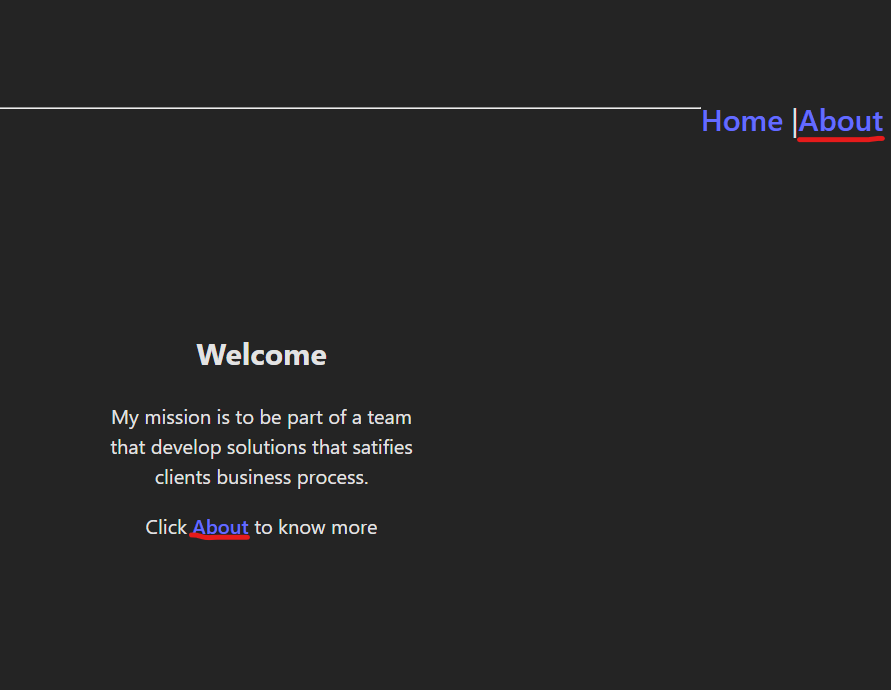 Home |About
Welcome
My mission is to be part of a team
that develop solutions that satifies
clients business process.
Click About to know more